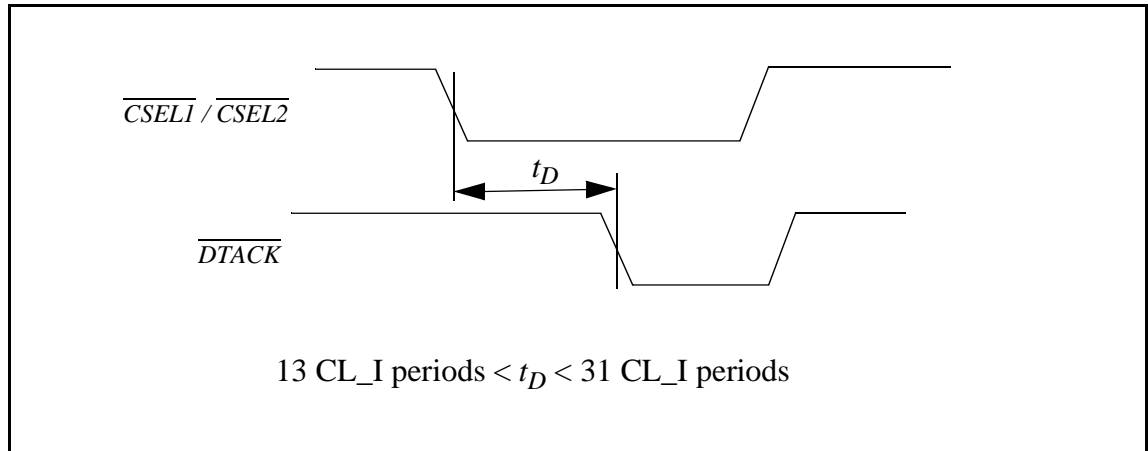 CSEL1 / CSEL2
t_D
DTACK
13 CL_I periods < t_D < 31 CL_I periods